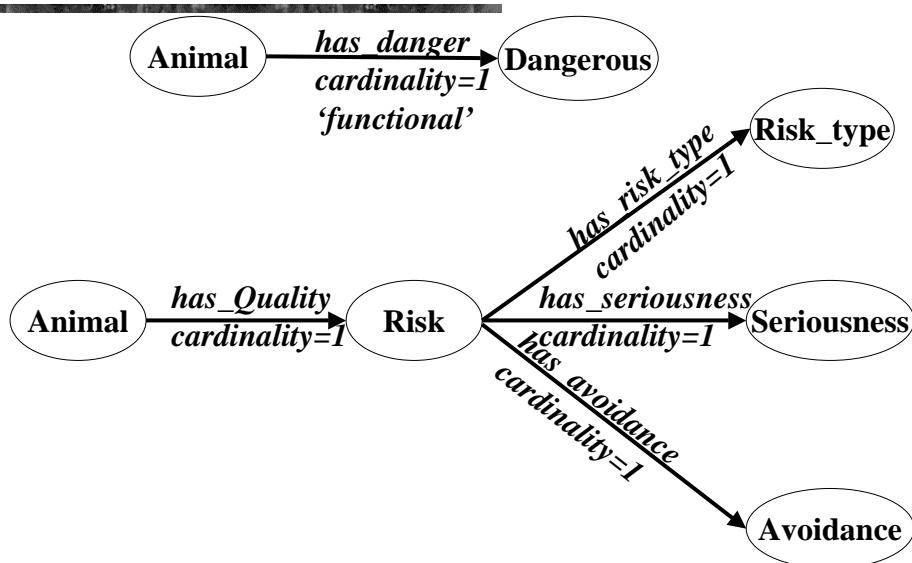 Animal
has_danger
cardinality=1
‘functional’
Dangerous
Risk_type
has_risk_type
cardinality=1
Animal
has_Quality
cardinality=1
Risk
has_seriousness
cardinality=1
Seriousness
has_avoidance
cardinality=1
Avoidance